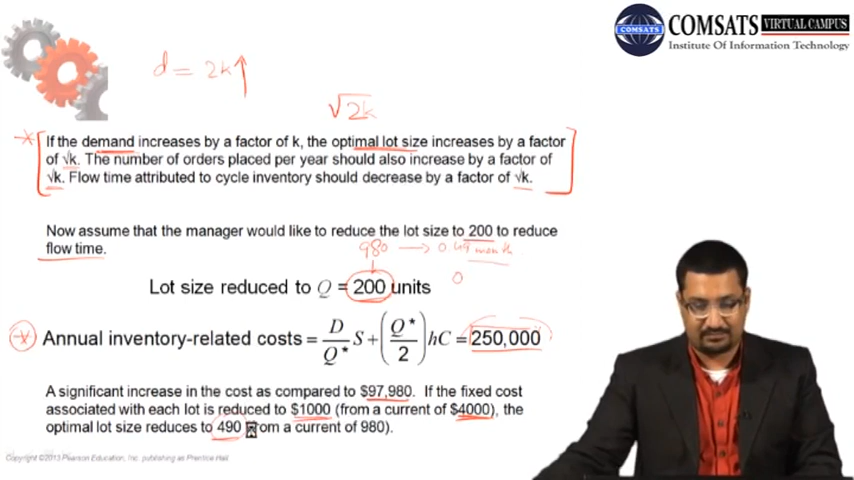 COMSATS VIRTUAL CAMPUS
COMSATS
Institute Of Information Technology
d = 2k↑
√2k
If the demand increases by a factor of k, the optimal lot size increases by a factor
of √k. The number of orders placed per year should also increase by a factor of
√k. Flow time attributed to cycle inventory should decrease by a factor of √k.
Now assume that the manager would like to reduce the lot size to 200 to reduce
flow time.
980 → 0.49 month
Lot size reduced to Q = 200 units
0
Annual inventory-related costs = D/Q* S + (Q*/2) hC = 250,000
A significant increase in the cost as compared to $97,980. If the fixed cost
associated with each lot is reduced to $1000 (from a current of $4000), the
optimal lot size reduces to 490 from a current of 980).
Copyright ©2013 Pearson Education, Inc. publishing as Prentice Hall